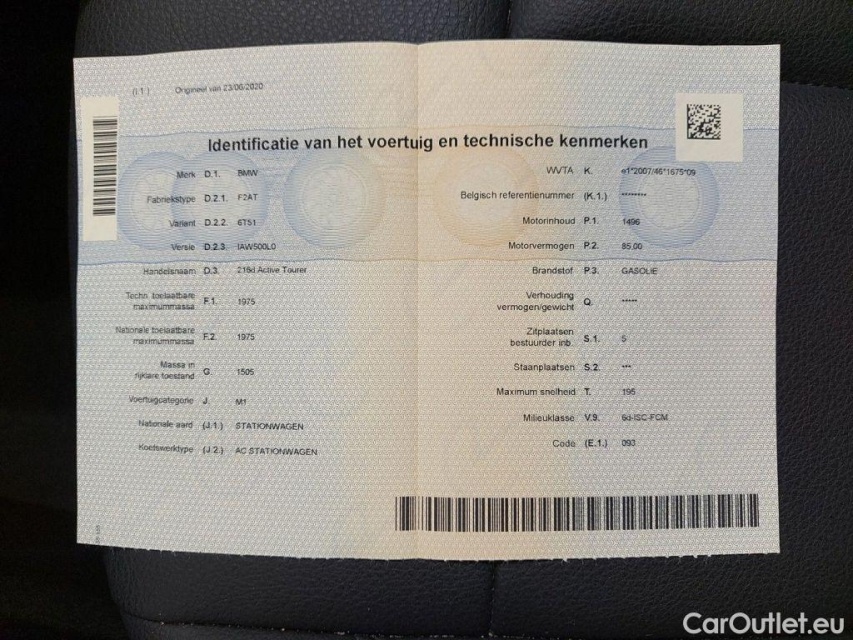 (I.1) Origineel van 23/06/2020
Identificatie van het voertuig en technische kenmerken
Merk D.1. BMW
Fabriekstype D.2.1. F2AT
Variant D.2.2. 6T51
Versie D.2.3. IAW500L0
Handelsnaam D.3. 216d Active Tourer
Techn. toelaatbare
maximummassa F.1. 1975
Nationale toelaatbare
maximummassa F.2. 1975
Massa in
rijklare toestand G. 1505
Voertuigcategorie J. M1
Nationale aard (J.1.) STATIONWAGEN
Koetswerktype (J.2.) AC STATIONWAGEN
WVTA K. e1*2007/46*1675*09
Belgisch referentienummer (K.1.) ********
Motorinhoud P.1. 1496
Motorvermogen P.2. 85.00
Brandstof P.3. GASOLIE
Verhouding
vermogen/gewicht Q. *****
Zitplaatsen
bestuurder inb. S.1. 5
Staanplaatsen S.2. ***
Maximum snelheid T. 195
Milieuklasse V.9. 6d-ISC-FCM
Code (E.1.) 093
CarOutlet.eu